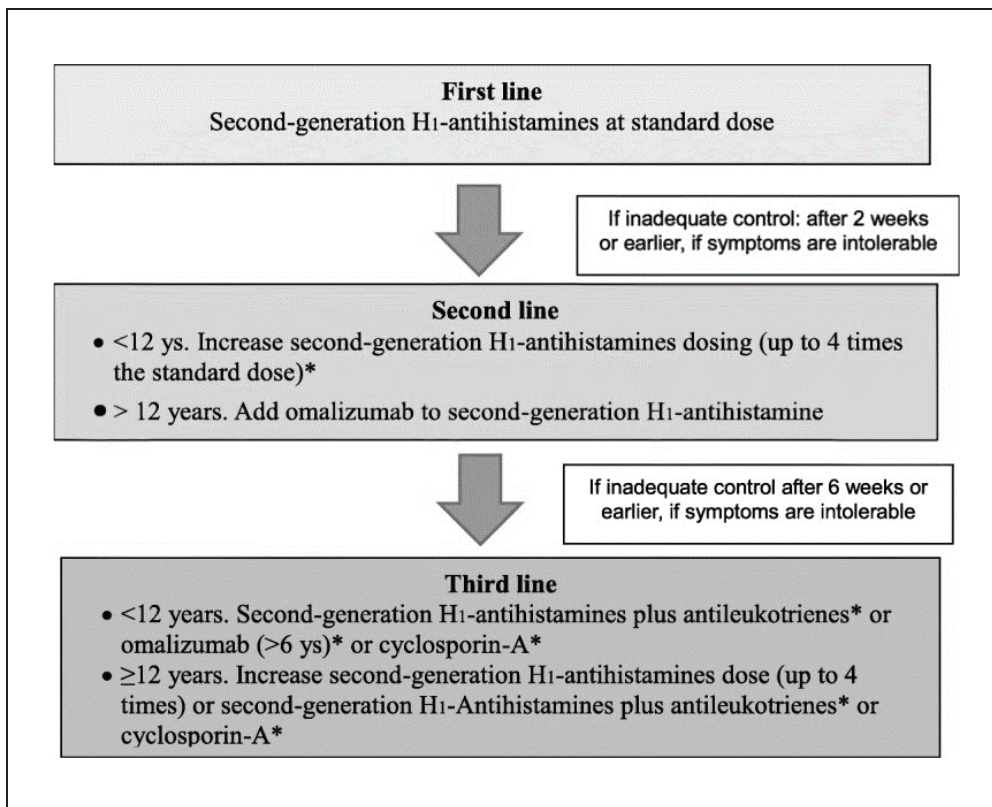 First line
Second-generation H1-antihistamines at standard dose
If inadequate control: after 2 weeks
or earlier, if symptoms are intolerable
Second line
● <12 ys. Increase second-generation H1-antihistamines dosing (up to 4 times
the standard dose)*
● > 12 years. Add omalizumab to second-generation H1-antihistamine
If inadequate control after 6 weeks or
earlier, if symptoms are intolerable
Third line
● <12 years. Second-generation H1-antihistamines plus antileukotrienes* or
omalizumab (>6 ys)* or cyclosporin-A*
● ≥12 years. Increase second-generation H1-antihistamines dose (up to 4
times) or second-generation H1-Antihistamines plus antileukotrienes* or
cyclosporin-A*